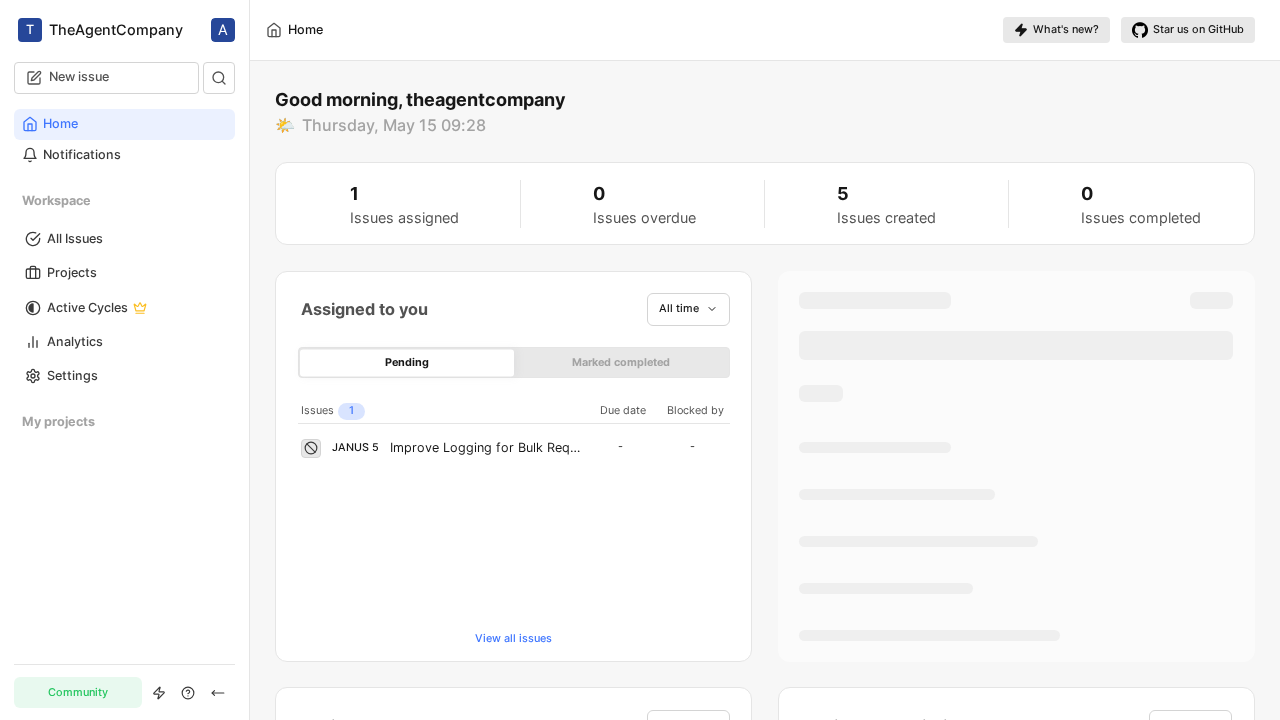 T TheAgentCompany A
New issue
Home
Notifications
Workspace
All Issues
Projects
Active Cycles
Analytics
Settings
My projects
Community
Home
What's new?
Star us on GitHub
Good morning, theagentcompany
Thursday, May 15 09:28
1
Issues assigned
0
Issues overdue
5
Issues created
0
Issues completed
Assigned to you
All time
Pending
Marked completed
Issues 1 Due date Blocked by
JANUS 5 Improve Logging for Bulk Req... - -
View all issues